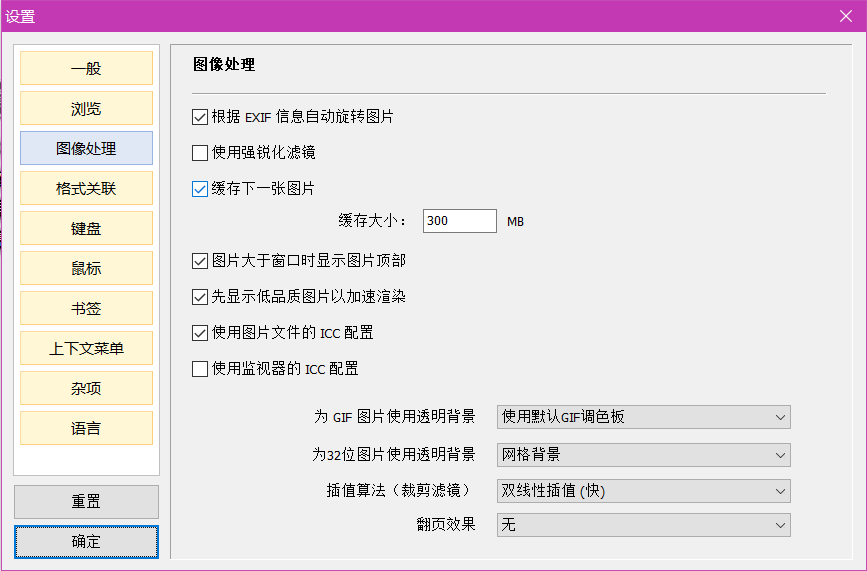 设置
一般
浏览
图像处理
格式关联
键盘
鼠标
书签
上下文菜单
杂项
语言
重置
确定
图像处理
根据 EXIF 信息自动旋转图片
使用强锐化滤镜
缓存下一张图片
缓存大小： 300 MB
图片大于窗口时显示图片顶部
先显示低品质图片以加速渲染
使用图片文件的 ICC 配置
使用监视器的 ICC 配置
为 GIF 图片使用透明背景 使用默认GIF调色板
为32位图片使用透明背景 网格背景
插值算法（裁剪滤镜） 双线性插值 (快)
翻页效果 无